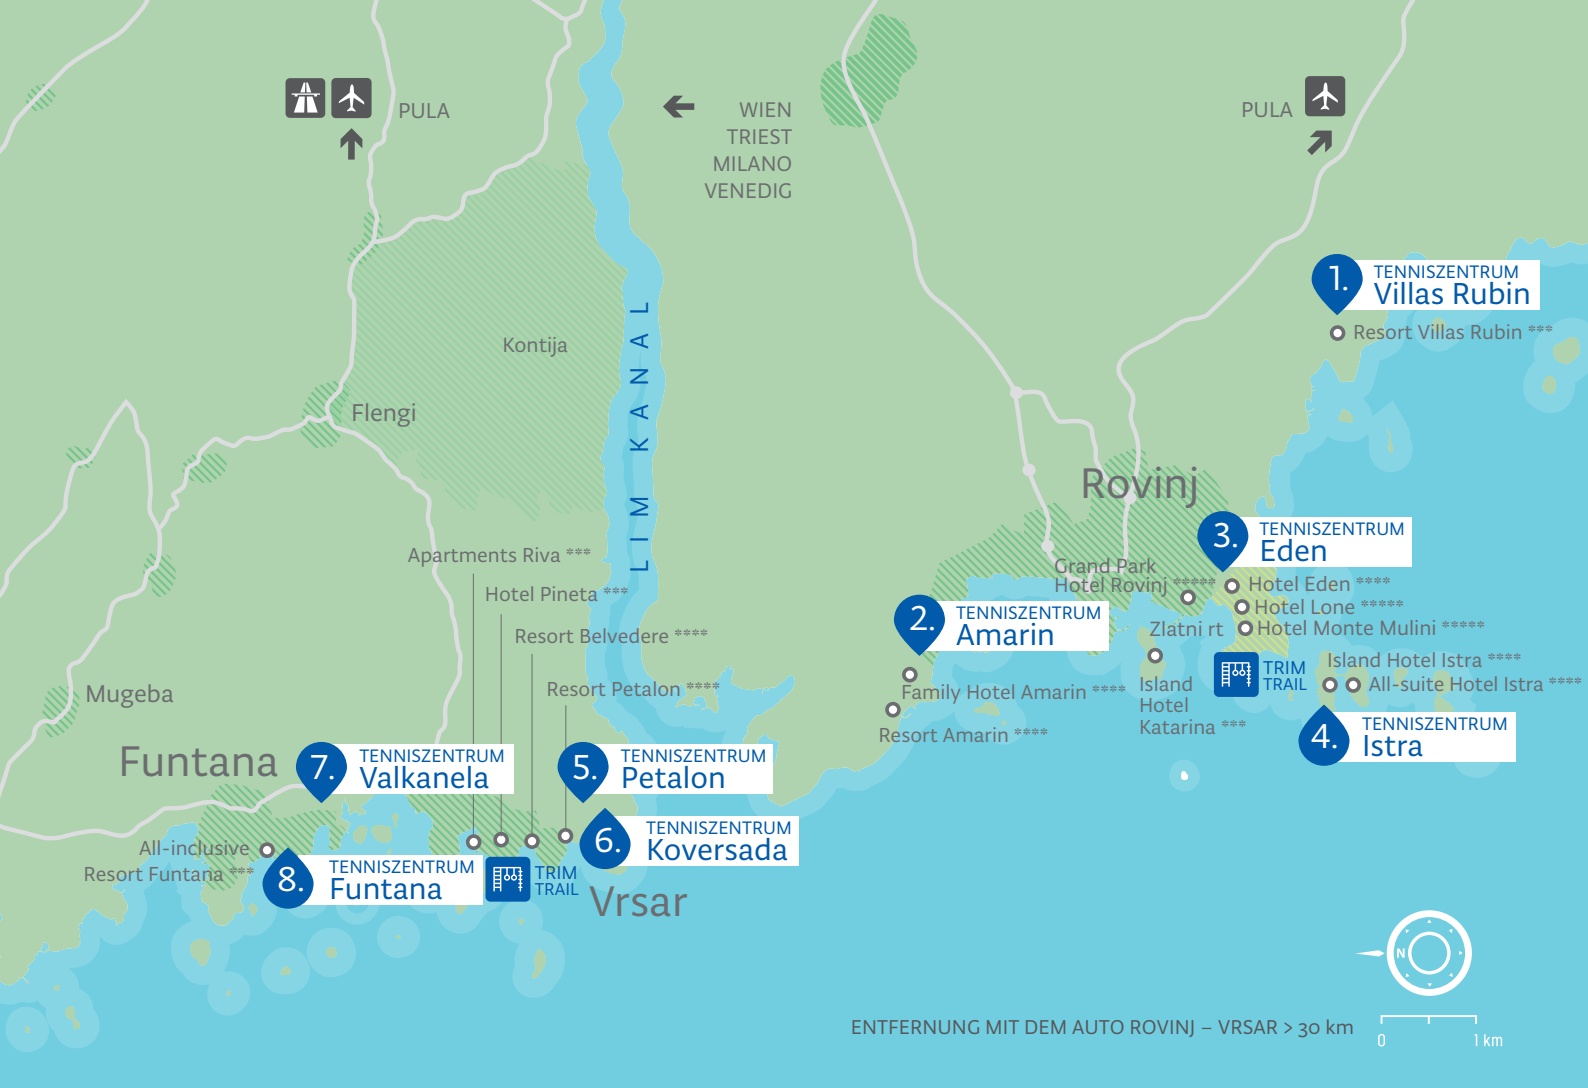 PULA
WIEN
TRIEST
MILANO
VENEDIG
PULA
1.
TENNISZENTRUM
Villas Rubin
Resort Villas Rubin ***
Kontija
LIM KANAL
Flengi
Rovinj
3.
TENNISZENTRUM
Eden
Apartments Riva ***
Hotel Pineta ***
Resort Belvedere ****
Resort Petalon ****
Grand Park
Hotel Rovinj *****
Hotel Eden ****
Hotel Lone *****
Hotel Monte Mulini *****
Zlatni rt
2.
TENNISZENTRUM
Amarin
Family Hotel Amarin ****
Resort Amarin ****
Island
Hotel
Katarina ***
TRIM
TRAIL
Island Hotel Istra ****
All-suite Hotel Istra ****
4.
TENNISZENTRUM
Istra
Mugeba
Funtana
7.
TENNISZENTRUM
Valkanela
5.
TENNISZENTRUM
Petalon
6.
TENNISZENTRUM
Koversada
All-inclusive
Resort Funtana ***
8.
TENNISZENTRUM
Funtana
TRIM
TRAIL
Vrsar
N
ENTFERNUNG MIT DEM AUTO ROVINJ – VRSAR > 30 km
0 1 km